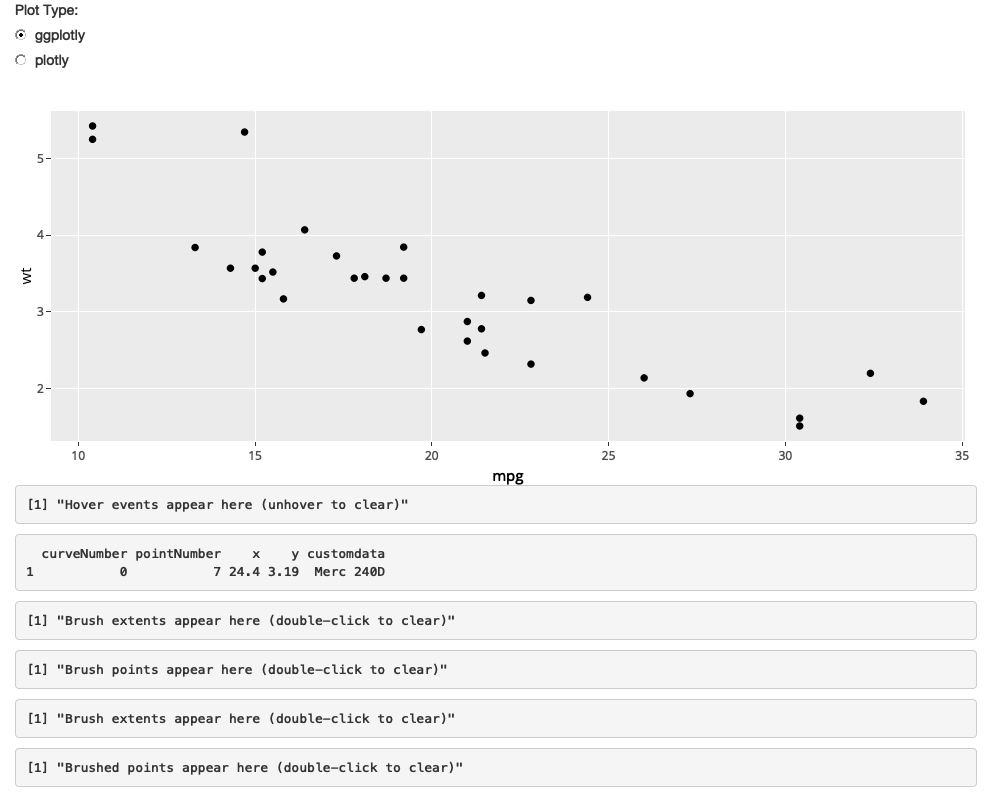 Plot Type:
ggplotly
plotly
5
4
3
2
wt
10 15 20 25 30 35
mpg
[1] "Hover events appear here (unhover to clear)"
curveNumber pointNumber x y customdata
1 0 7 24.4 3.19 Merc 240D
[1] "Brush extents appear here (double-click to clear)"
[1] "Brush points appear here (double-click to clear)"
[1] "Brush extents appear here (double-click to clear)"
[1] "Brushed points appear here (double-click to clear)"